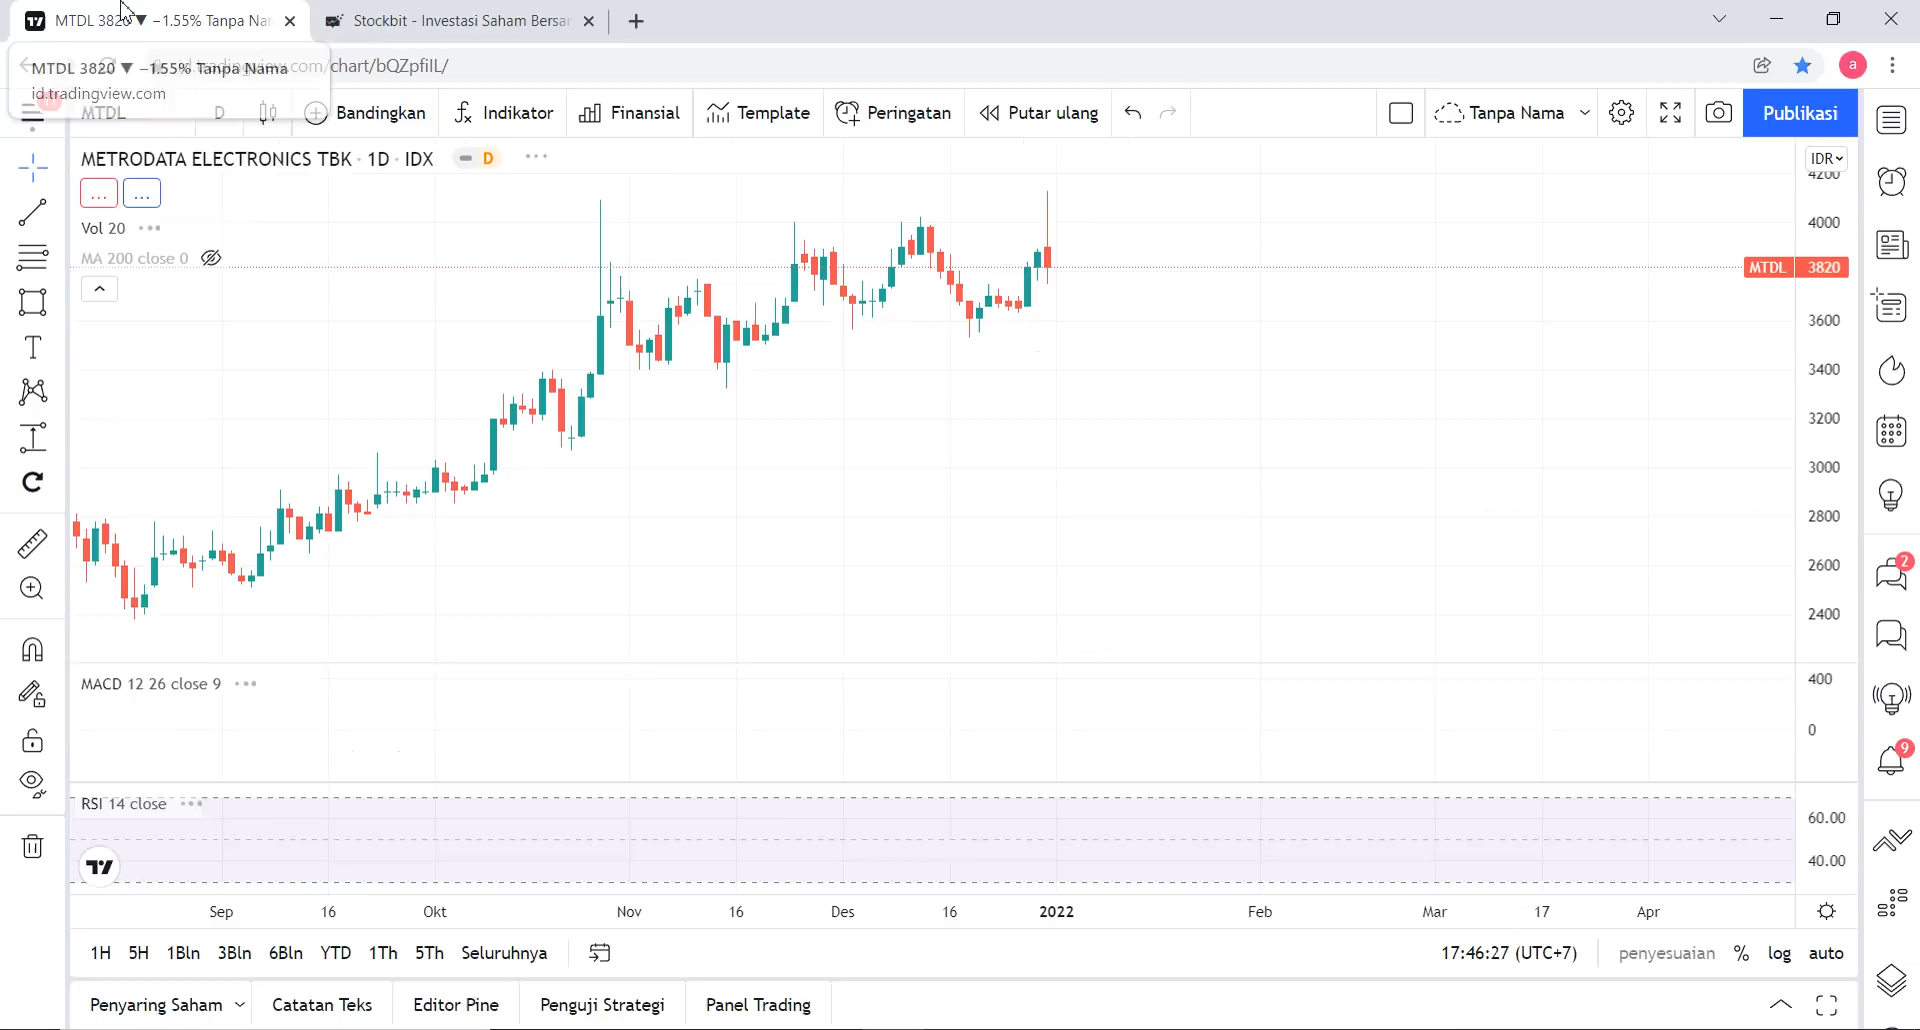 MTDL 3820 ▼ −1.55% Tanpa Na
Stockbit - Investasi Saham Bersa
MTDL 3820 ▼ −1.55% Tanpa Nama
/chart/bQZpfiIL/
id.tradingview.com
a
11
MTDL
D
Bandingkan
Indikator
Finansial
Template
Peringatan
Putar ulang
Tanpa Nama
Publikasi
METRODATA ELECTRONICS TBK · 1D · IDX
D
IDR
Vol 20
MA 200 close 0
4200
4000
MTDL 3820
3600
3400
3200
3000
2800
2600
2400
MACD 12 26 close 9
400
0
RSI 14 close
60.00
40.00
2
9
Sep
16
Okt
Nov
16
Des
16
2022
Feb
Mar
17
Apr
1H
5H
1Bln
3Bln
6Bln
YTD
1Th
5Th
Seluruhnya
17:46:27 (UTC+7)
penyesuaian
%
log
auto
Penyaring Saham
Catatan Teks
Editor Pine
Penguji Strategi
Panel Trading